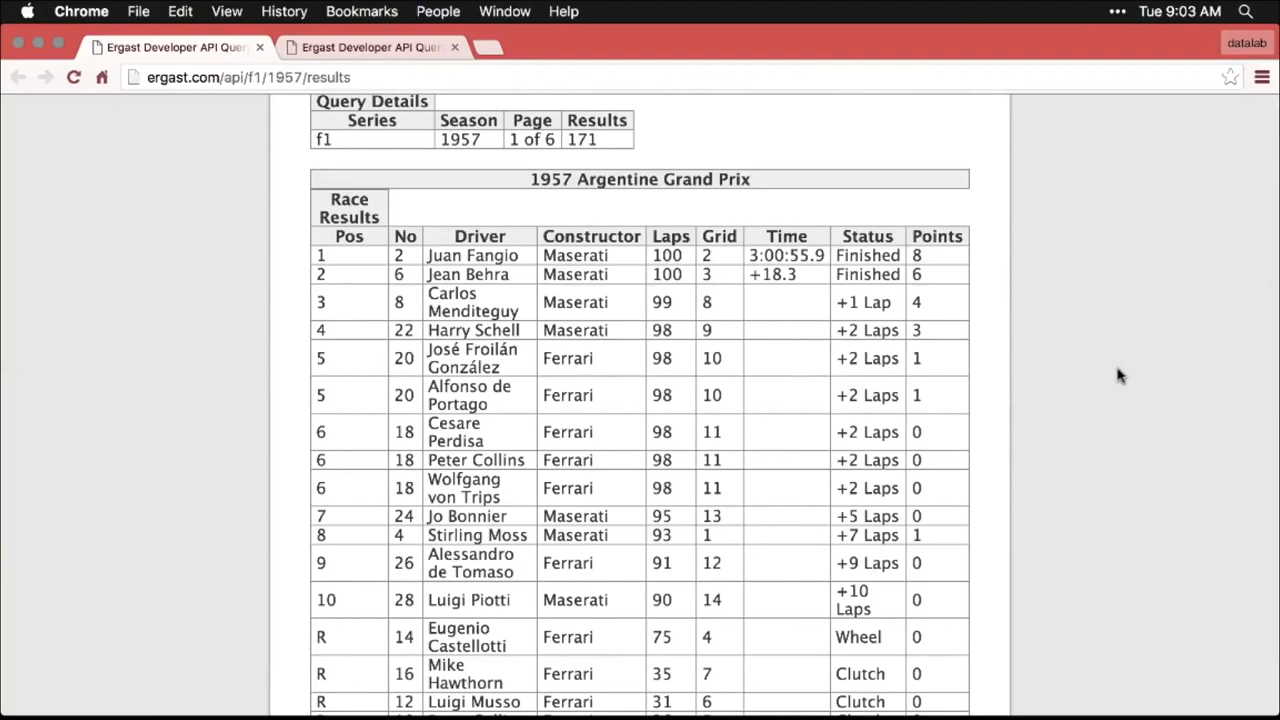 Chrome File Edit View History Bookmarks People Window Help ••• Tue 9:03 AM
Ergast Developer API Quer × Ergast Developer API Quer × datalab
ergast.com/api/f1/1957/results
Query Details
Series Season Page Results
f1 1957 1 of 6 171
1957 Argentine Grand Prix
Race
Results
Pos No Driver Constructor Laps Grid Time Status Points
1 2 Juan Fangio Maserati 100 2 3:00:55.9 Finished 8
2 6 Jean Behra Maserati 100 3 +18.3 Finished 6
3 8 Carlos
Menditeguy Maserati 99 8 +1 Lap 4
4 22 Harry Schell Maserati 98 9 +2 Laps 3
5 20 José Froilán
González Ferrari 98 10 +2 Laps 1
5 20 Alfonso de
Portago Ferrari 98 10 +2 Laps 1
6 18 Cesare
Perdisa Ferrari 98 11 +2 Laps 0
6 18 Peter Collins Ferrari 98 11 +2 Laps 0
6 18 Wolfgang
von Trips Ferrari 98 11 +2 Laps 0
7 24 Jo Bonnier Maserati 95 13 +5 Laps 0
8 4 Stirling Moss Maserati 93 1 +7 Laps 1
9 26 Alessandro
de Tomaso Ferrari 91 12 +9 Laps 0
10 28 Luigi Piotti Maserati 90 14 +10
Laps 0
R 14 Eugenio
Castellotti Ferrari 75 4 Wheel 0
R 16 Mike
Hawthorn Ferrari 35 7 Clutch 0
R 12 Luigi Musso Ferrari 31 6 Clutch 0